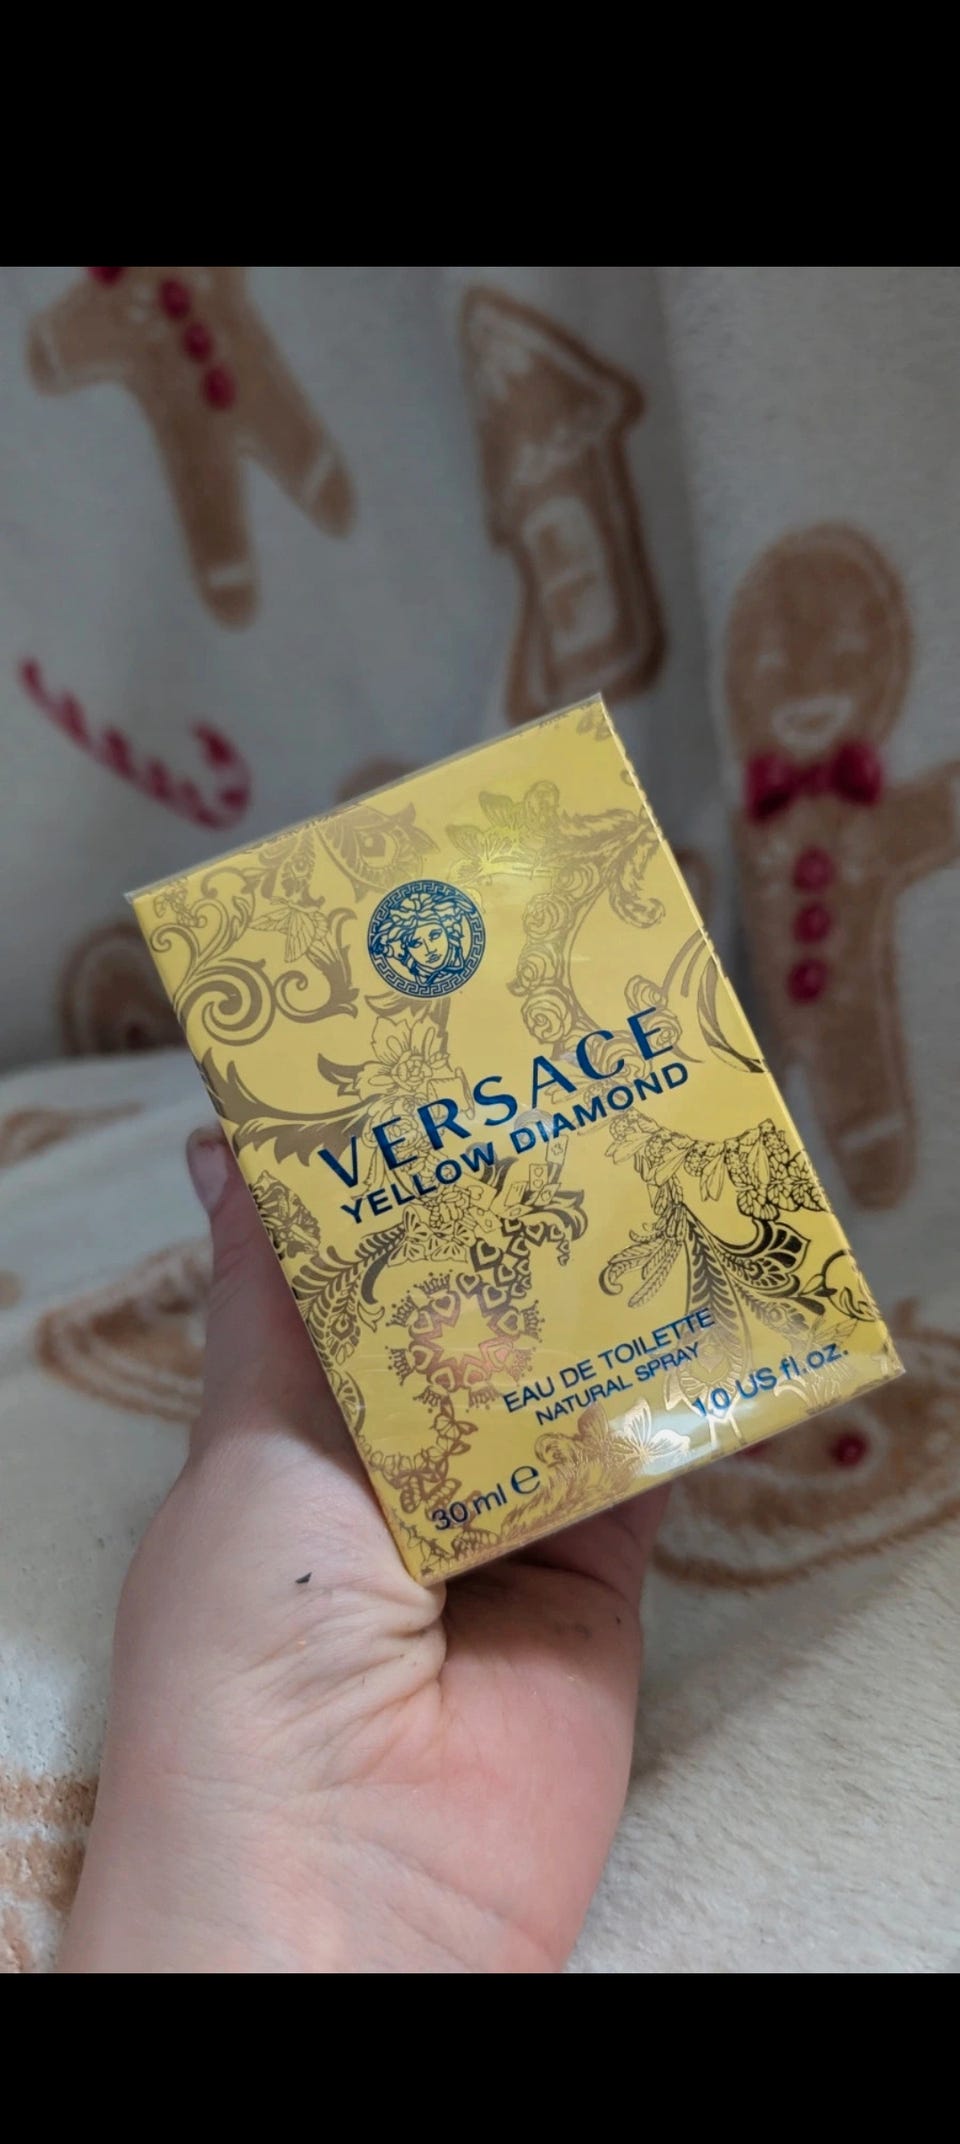 VERSACE
YELLOW DIAMOND
EAU DE TOILETTE
NATURAL SPRAY
30 ml e
1.0 US fl.oz.